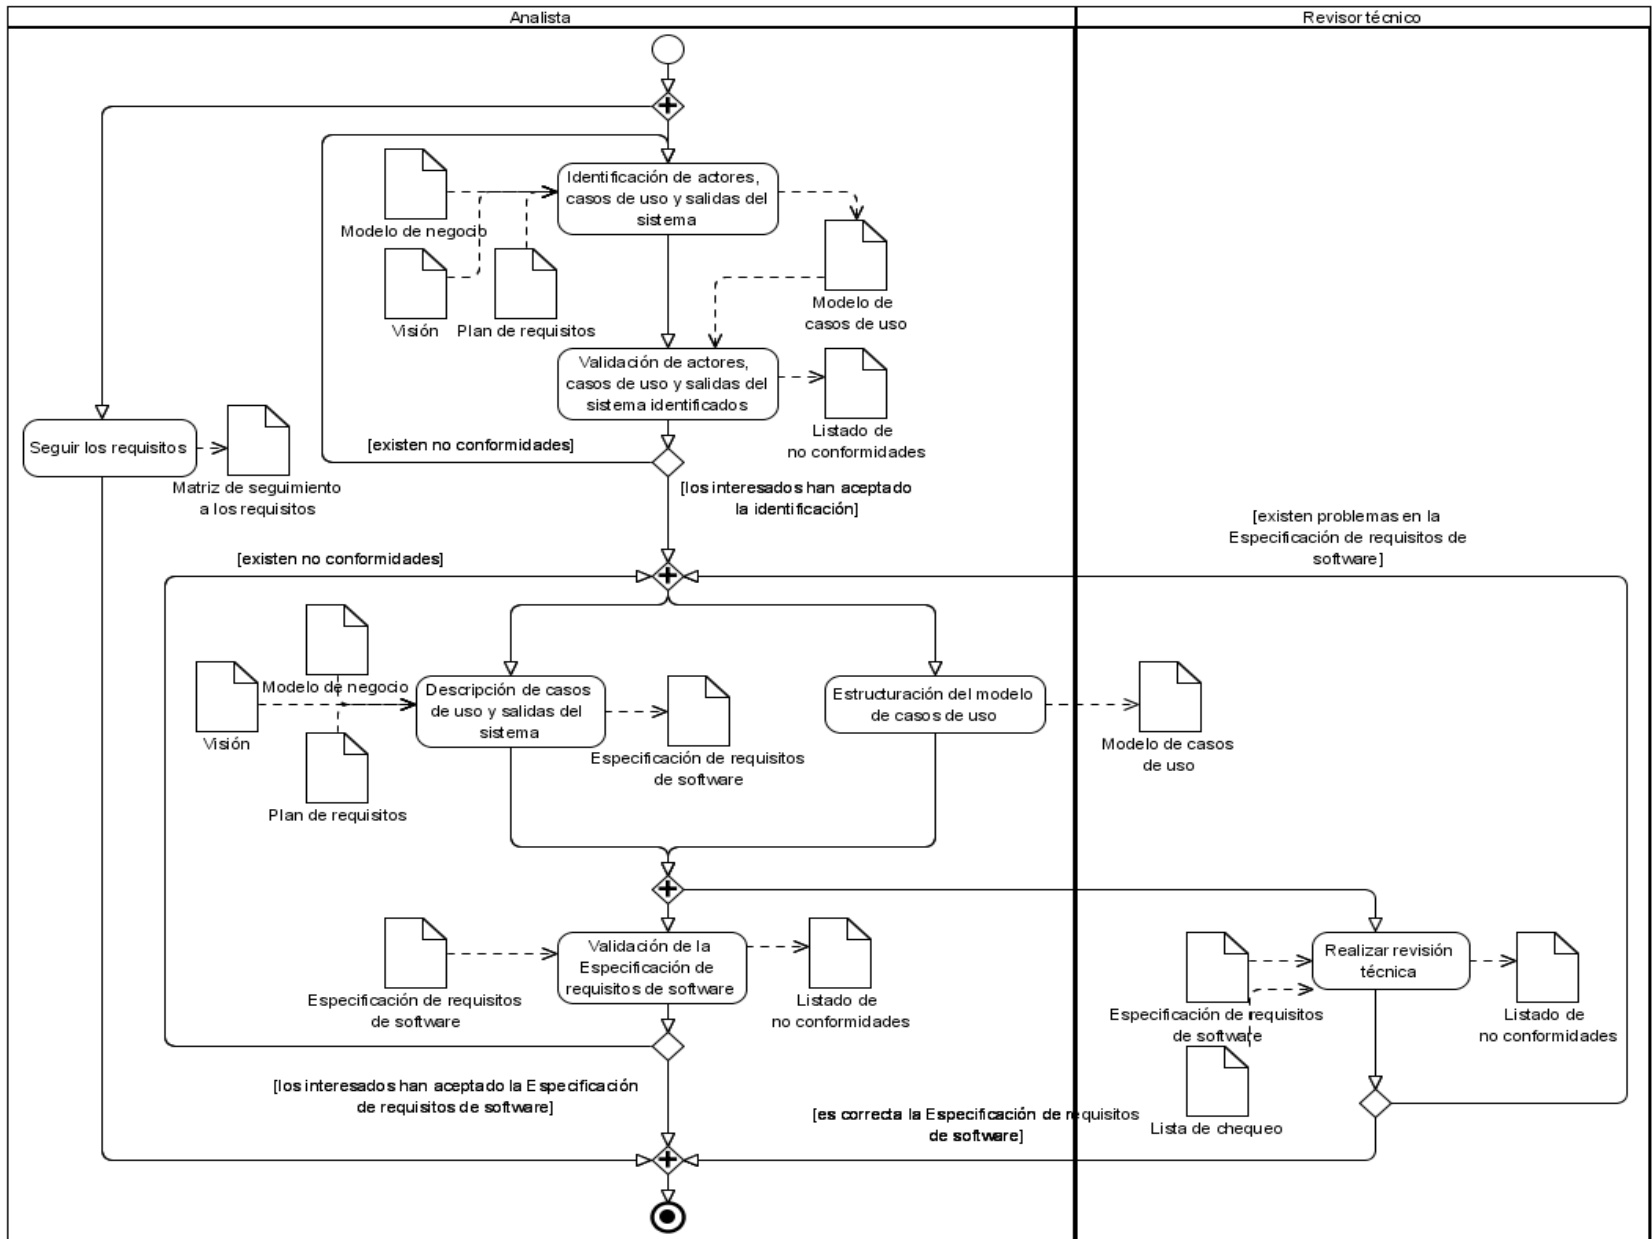 Analista
Revisor técnico
Identificación de actores,
casos de uso y salidas del
sistema
Modelo de negocio
Visión
Plan de requisitos
Modelo de
casos de uso
Validación de actores,
casos de uso y salidas del
sistema identificados
Listado de
no conformidades
[existen no conformidades]
Seguir los requisitos
Matriz de seguimiento
a los requisitos
[los interesados han aceptado
la identificación]
[existen problemas en la
Especificación de requisitos de
software]
[existen no conformidades]
Modelo de negocio
Visión
Plan de requisitos
Descripción de casos
de uso y salidas del
sistema
Especificación de requisitos
de software
Estructuración del modelo
de casos de uso
Modelo de casos
de uso
Validación de la
Especificación de
requisitos de software
Especificación de requisitos
de software
Listado de
no conformidades
Realizar revisión
técnica
Especificación de requisitos
de software
Listado de
no conformidades
Lista de chequeo
[los interesados han aceptado la Especificación
de requisitos de software]
[es correcta la Especificación de requisitos
de software]